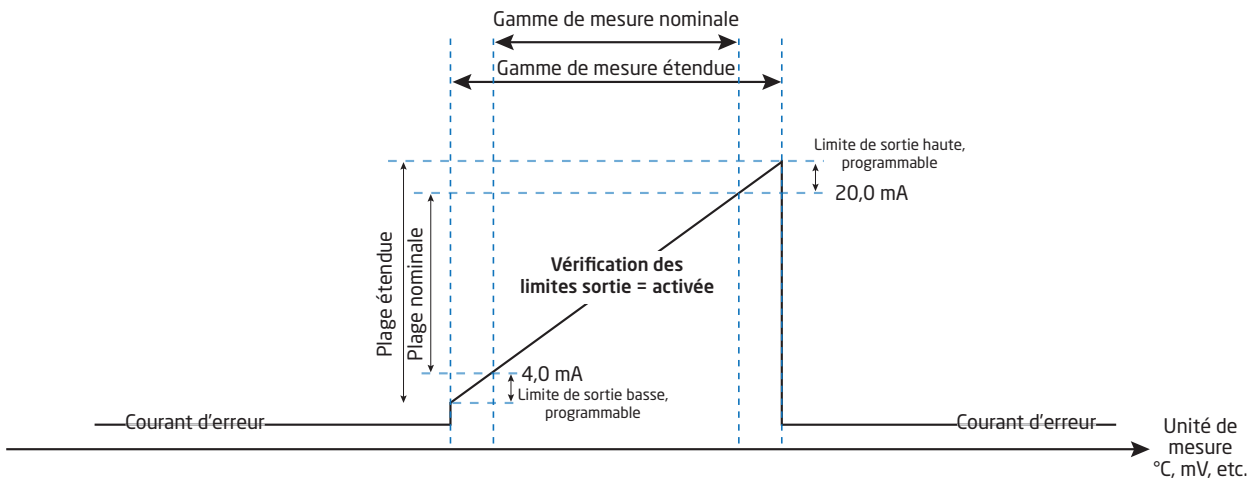 Gamme de mesure nominale
Gamme de mesure étendue
Limite de sortie haute,
programmable
20,0 mA
Plage étendue
Plage nominale
Vérification des
limites sortie = activée
4,0 mA
Limite de sortie basse,
programmable
Courant d'erreur
Courant d'erreur
Unité de
mesure
°C, mV, etc.